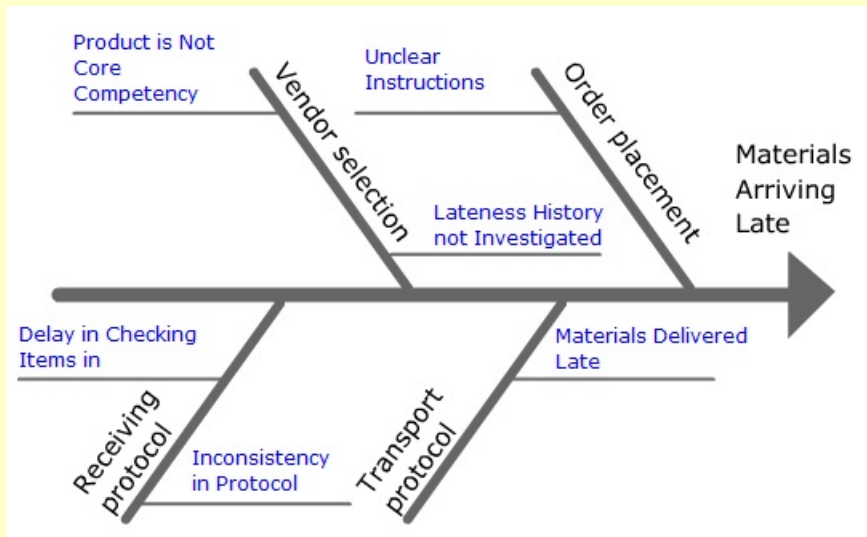 Product is Not
Core
Competency
Vendor selection
Unclear
Instructions
Order placement
Materials
Arriving
Late
Lateness History
not Investigated
Delay in Checking
Items in
Receiving
protocol
Inconsistency
in Protocol
Transport
protocol
Materials Delivered
Late